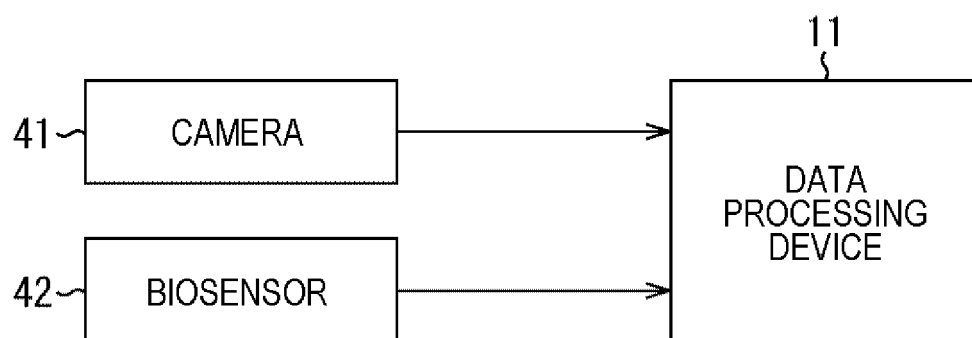 11
41
CAMERA
DATA
PROCESSING
DEVICE
42
BIOSENSOR